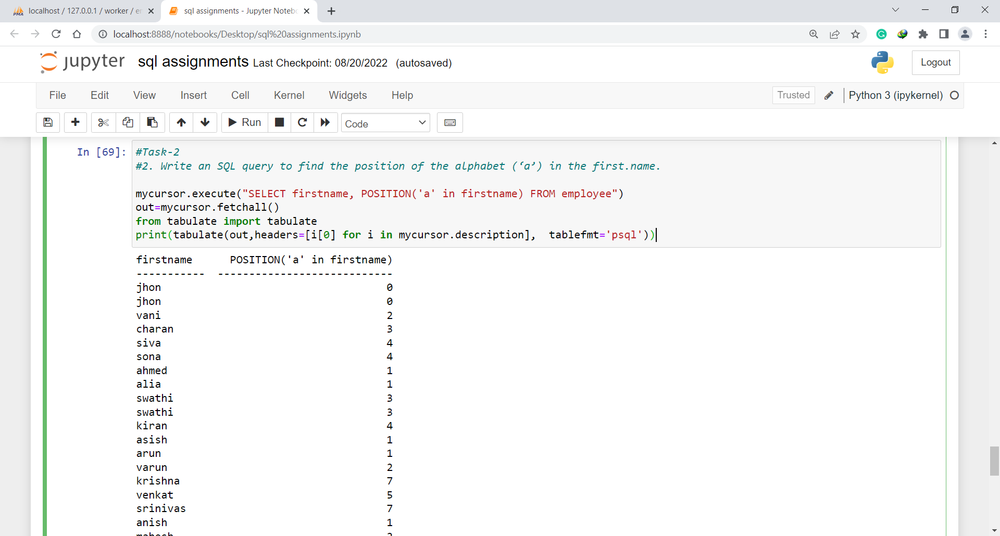 localhost / 127.0.0.1 / worker / em
sql assignments - Jupyter Notebo
localhost:8888/notebooks/Desktop/sql%20assignments.ipynb
jupyter sql assignments Last Checkpoint: 08/20/2022 (autosaved)
Logout
File Edit View Insert Cell Kernel Widgets Help
Trusted Python 3 (ipykernel)
Run Code
In [69]: #Task-2
#2. Write an SQL query to find the position of the alphabet (‘a’) in the first.name.
mycursor.execute("SELECT firstname, POSITION('a' in firstname) FROM employee")
out=mycursor.fetchall()
from tabulate import tabulate
print(tabulate(out,headers=[i[0] for i in mycursor.description],  tablefmt='psql'))
firstname POSITION('a' in firstname)
----------- ----------------------------
jhon 0
jhon 0
vani 2
charan 3
siva 4
sona 4
ahmed 1
alia 1
swathi 3
swathi 3
kiran 4
asish 1
arun 1
varun 2
krishna 7
venkat 5
srinivas 7
anish 1
mahesh 2